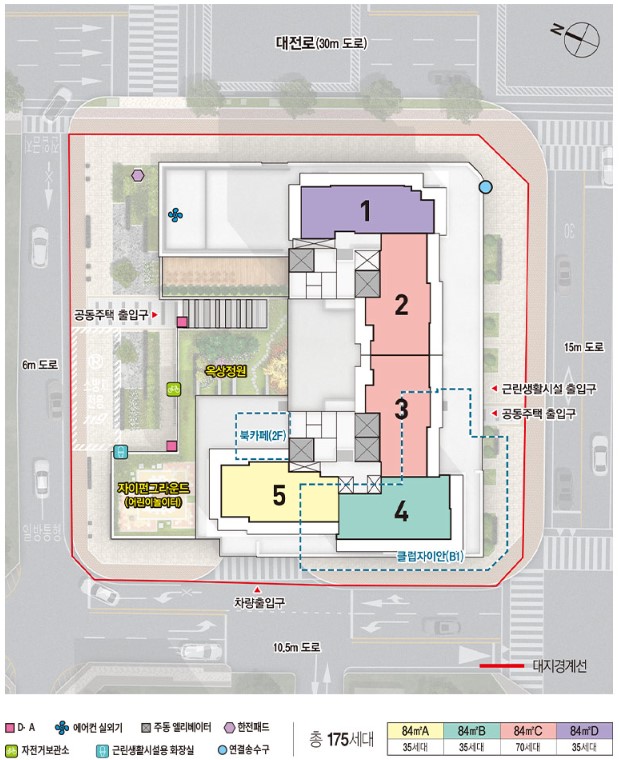 대전로(30m 도로)
N
1
2
공동주택 출입구
15m 도로
6m 도로
옥상정원
근린생활시설 출입구
3
공동주택 출입구
북카페(2F)
자이펀그라운드
(어린이놀이터)
5
4
일방통행
클럽자이안(B1)
차량출입구
10.5m 도로
대지경계선
D·A
에어컨 실외기
주동 엘리베이터
한전패드
자전거보관소
근린생활시설용 화장실
연결송수구
총 175세대
84㎡A 84㎡B 84㎡C 84㎡D
35세대 35세대 70세대 35세대